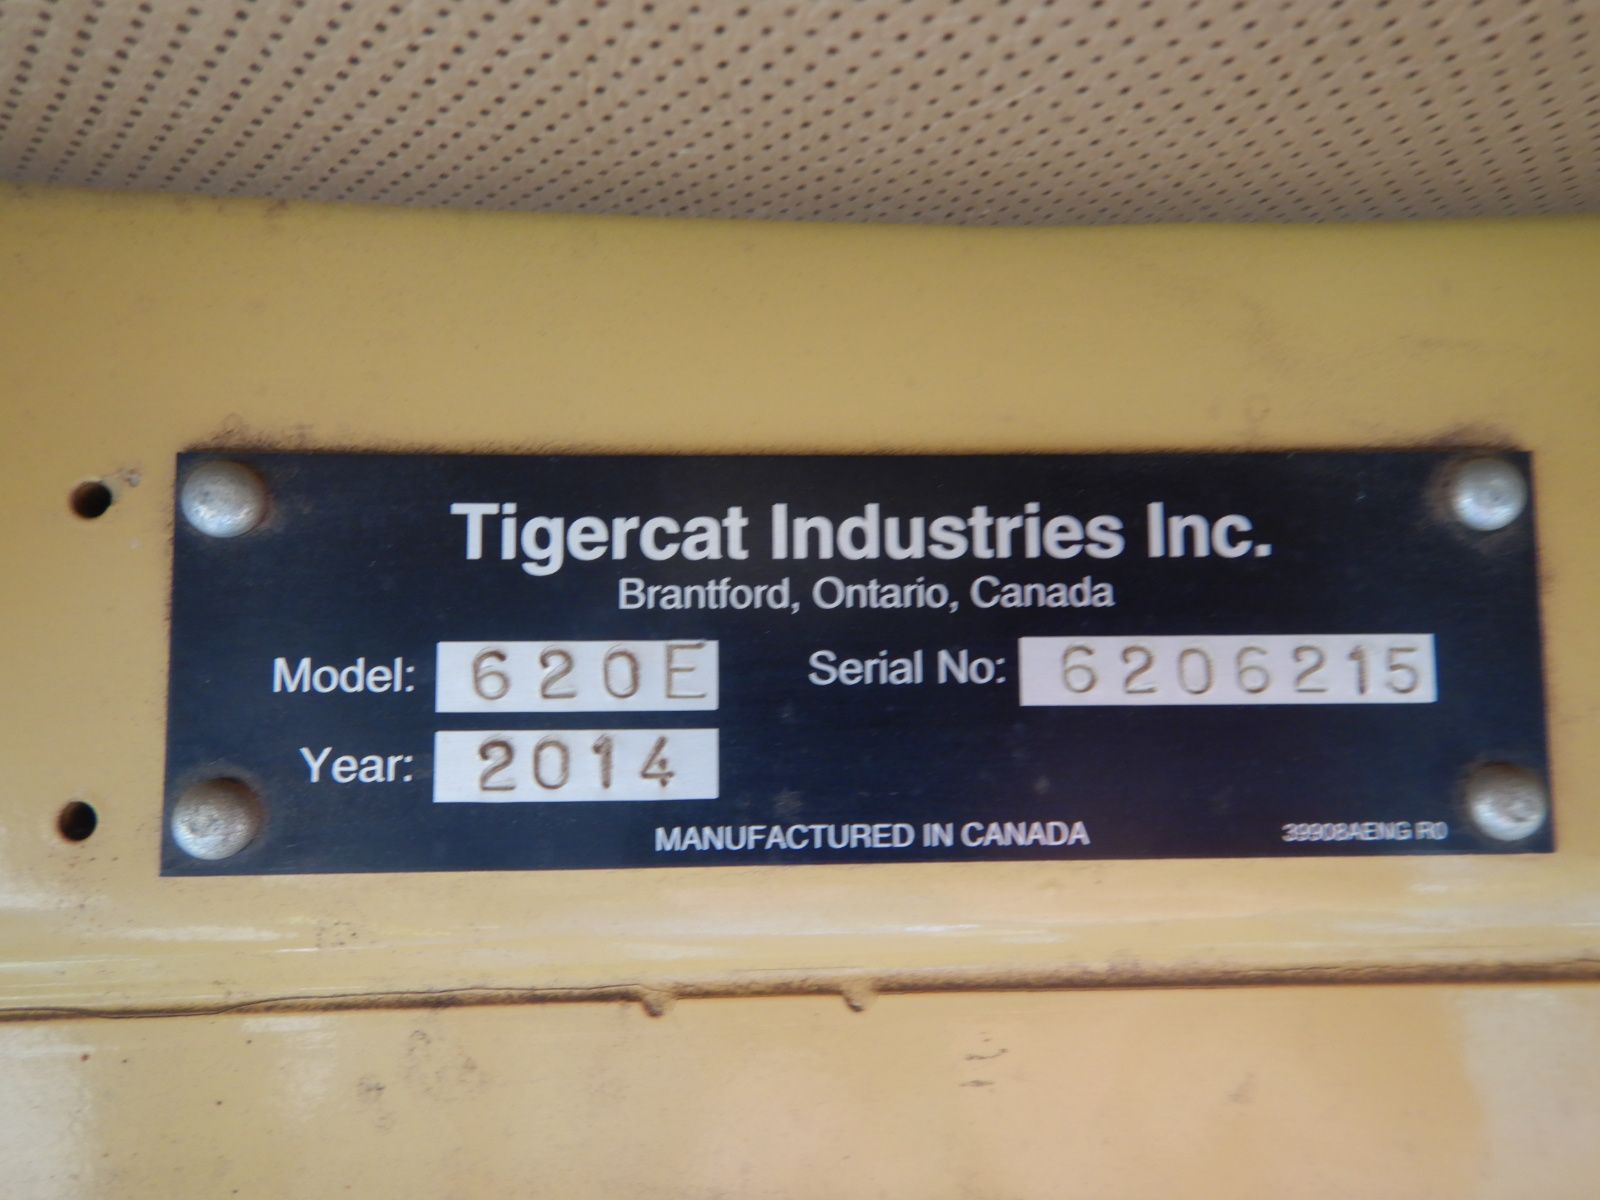 Tigercat Industries Inc.
Brantford, Ontario, Canada
Model: 620E Serial No: 6206215
Year: 2014
MANUFACTURED IN CANADA 39908AENG R0